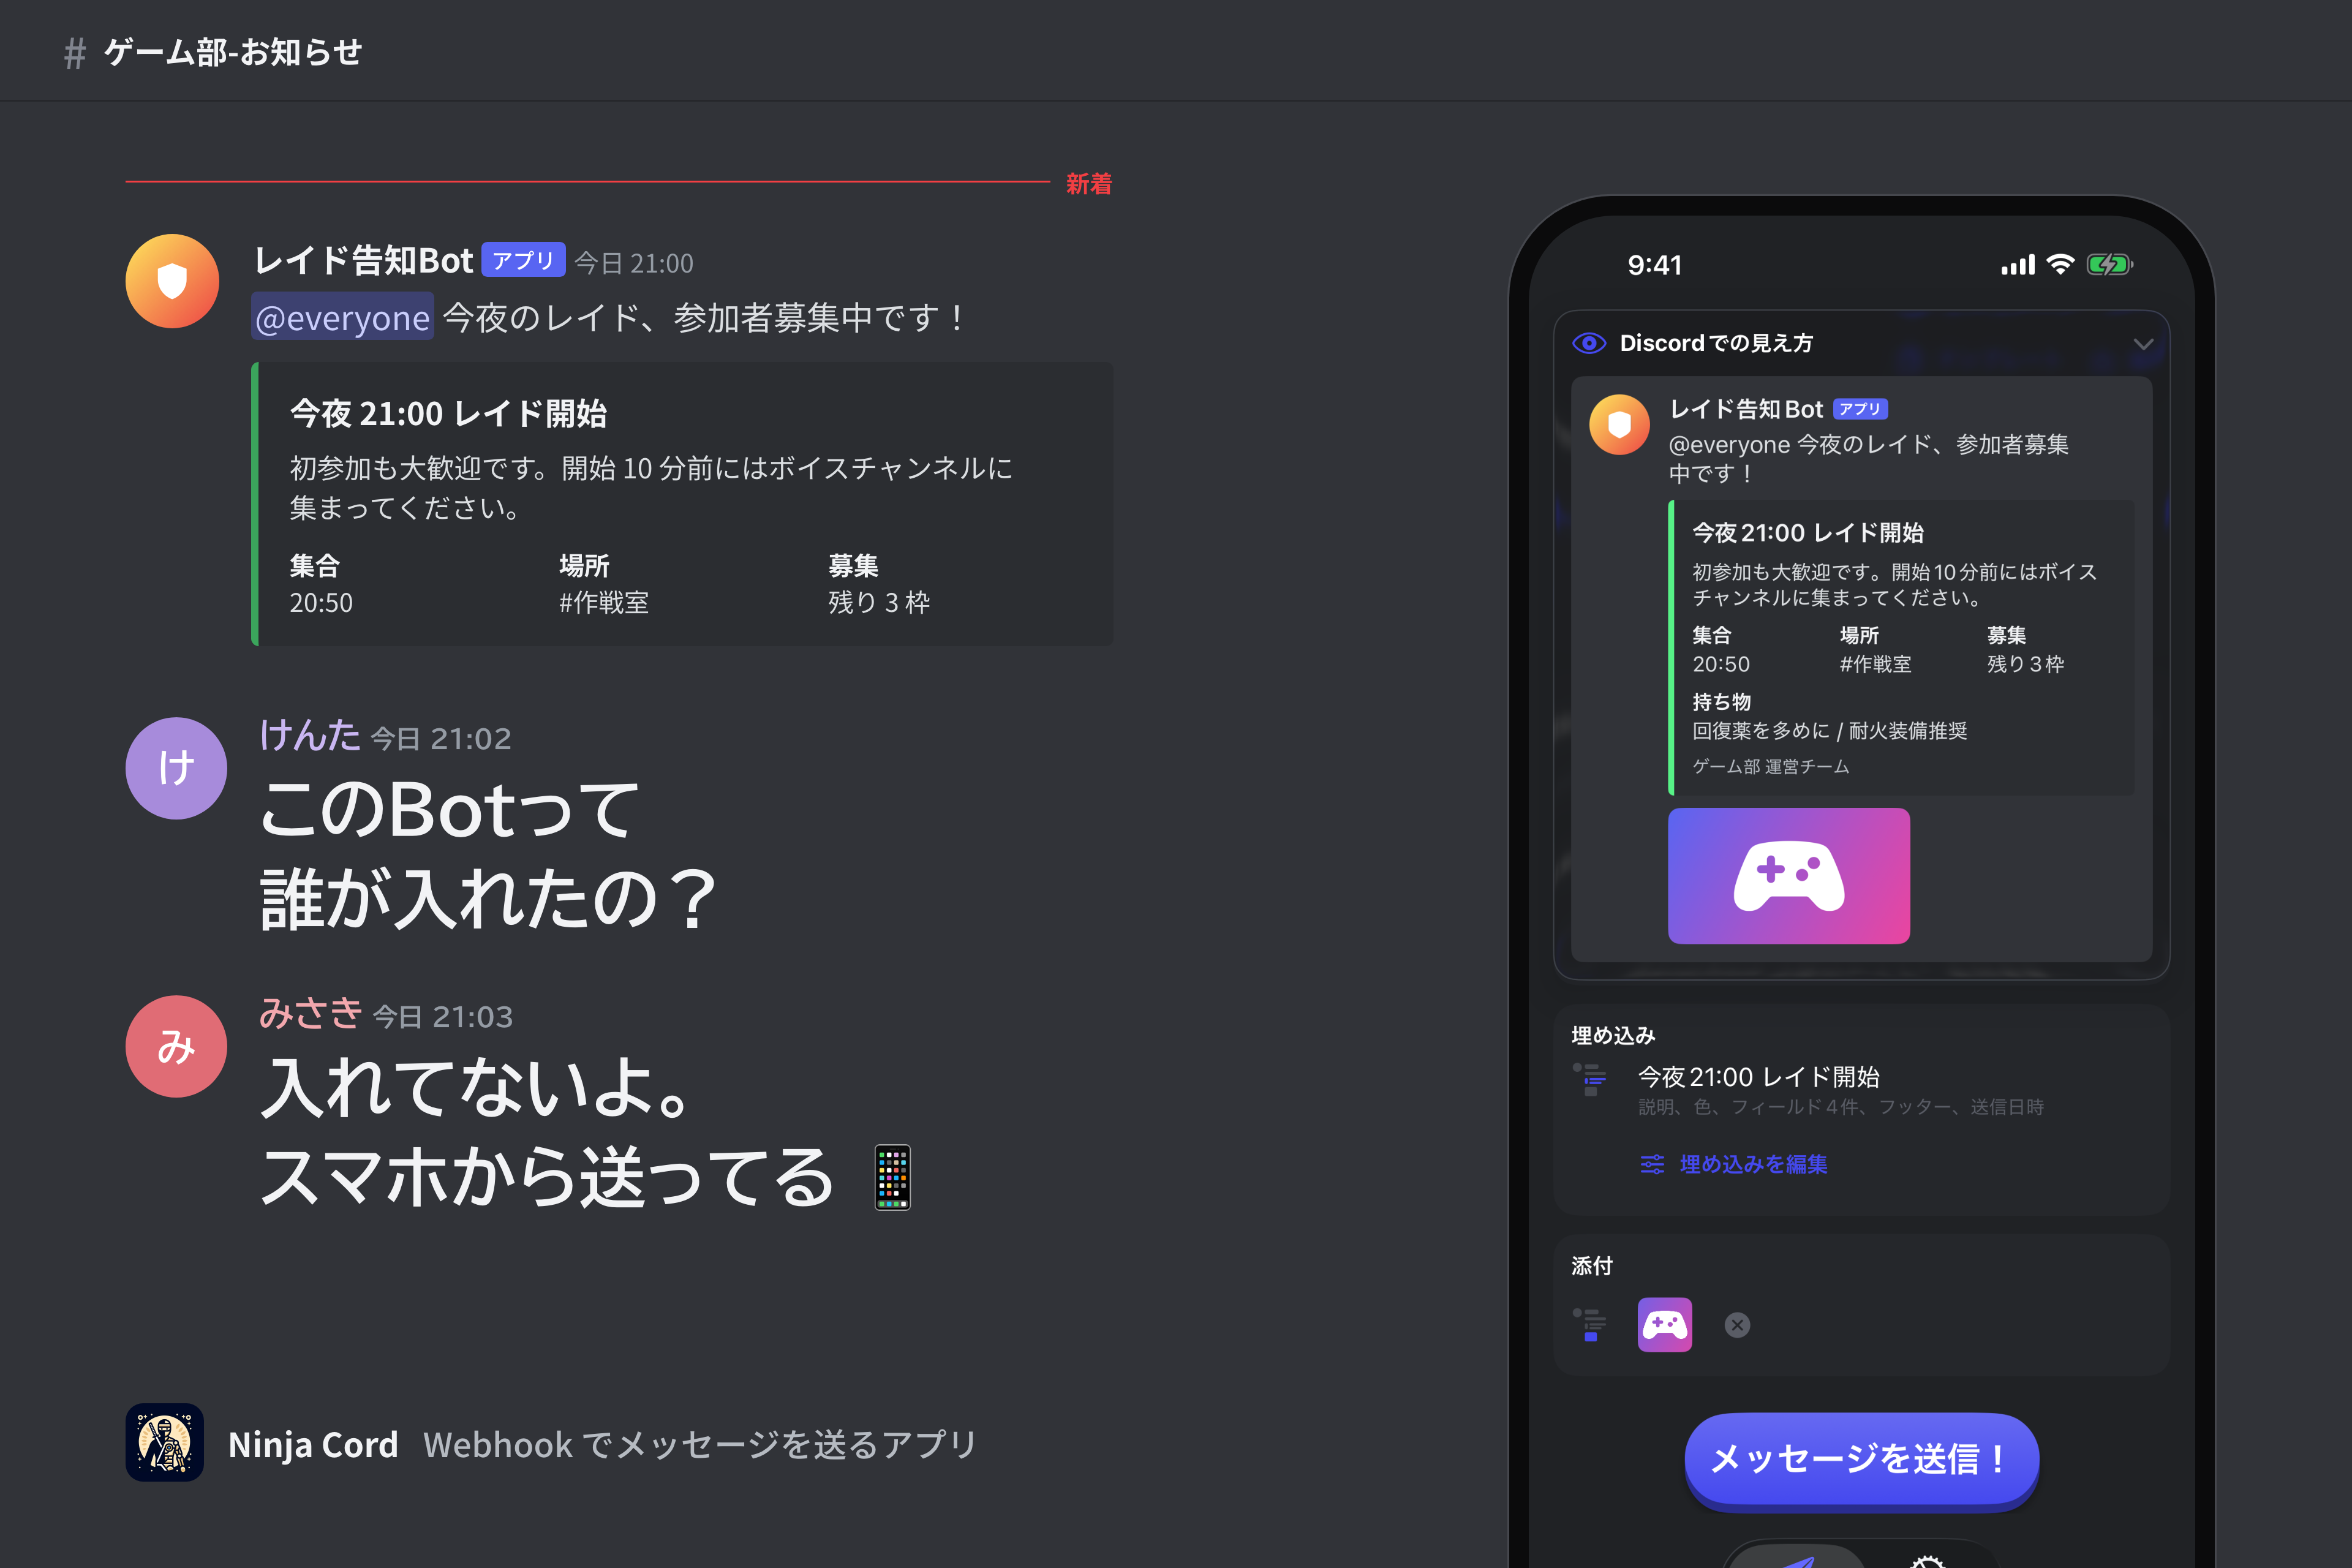 # ゲーム部-お知らせ
新着
レイド告知Bot アプリ 今日 21:00
@everyone 今夜のレイド、参加者募集中です！
今夜 21:00 レイド開始
初参加も大歓迎です。開始 10 分前にはボイスチャンネルに
集まってください。
集合 場所 募集
20:50 #作戦室 残り 3 枠
け けんた 今日 21:02
このBotって
誰が入れたの？
み みさき 今日 21:03
入れてないよ。
スマホから送ってる 📱
Ninja Cord Webhook でメッセージを送るアプリ
9:41
Discordでの見え方
レイド告知Bot アプリ
@everyone 今夜のレイド、参加者募集
中です！
今夜 21:00 レイド開始
初参加も大歓迎です。開始 10 分前にはボイス
チャンネルに集まってください。
集合 場所 募集
20:50 #作戦室 残り 3 枠
持ち物
回復薬を多めに / 耐火装備推奨
ゲーム部 運営チーム
埋め込み
今夜 21:00 レイド開始
説明、色、フィールド 4 件、フッター、送信日時
埋め込みを編集
添付
メッセージを送信！